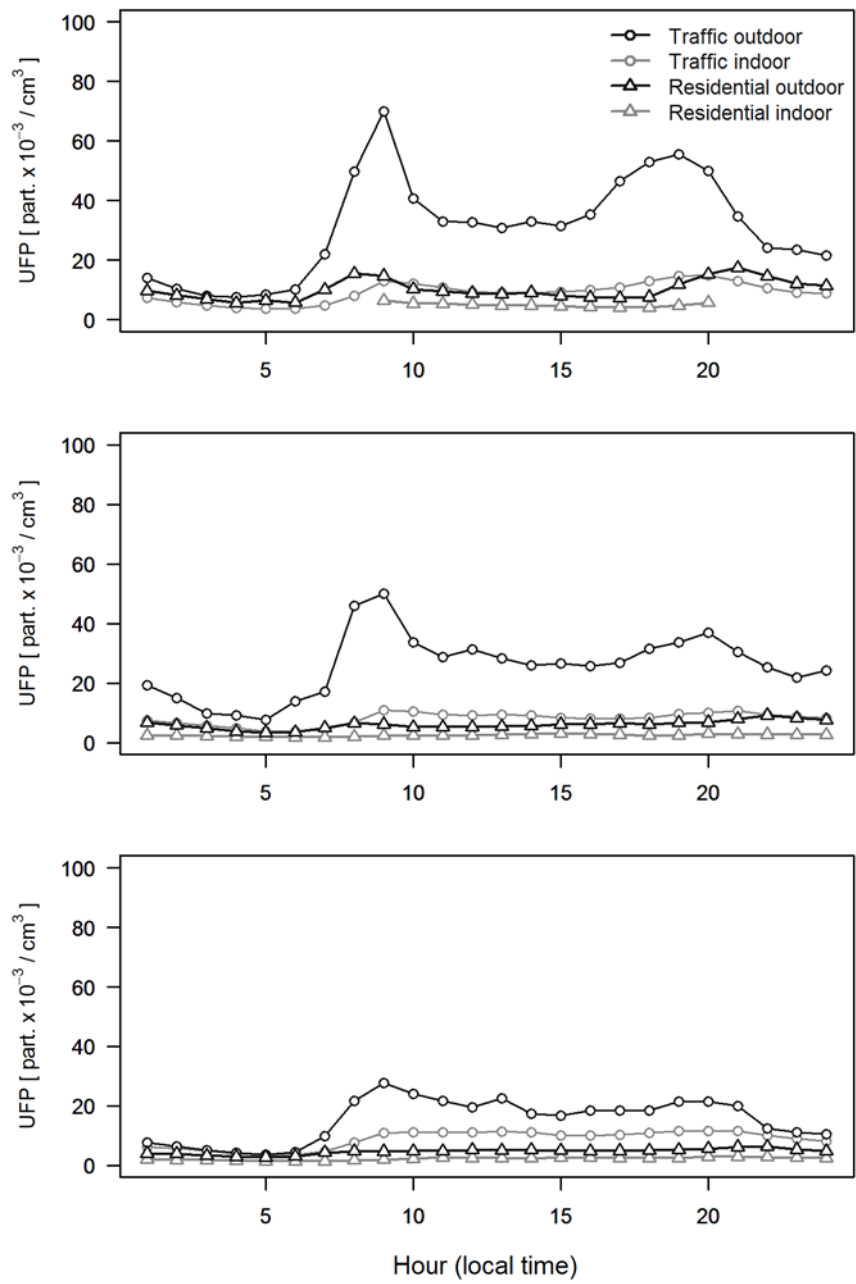 100
80
60
40
20
0
UFP [ part. x 10⁻³ / cm³ ]
Traffic outdoor
Traffic indoor
Residential outdoor
Residential indoor
5 10 15 20
100
80
60
40
20
0
UFP [ part. x 10⁻³ / cm³ ]
5 10 15 20
100
80
60
40
20
0
UFP [ part. x 10⁻³ / cm³ ]
5 10 15 20
Hour (local time)